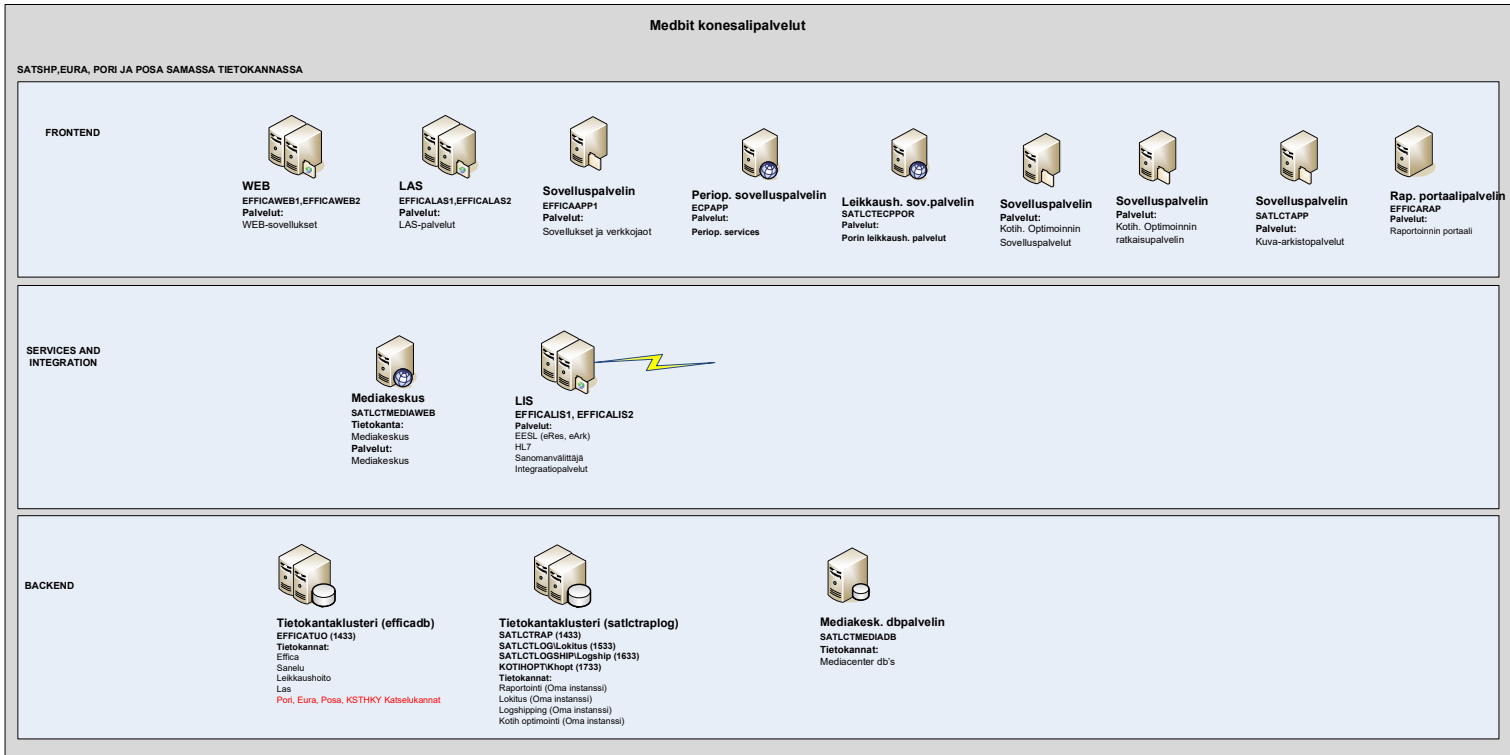 Medbit konesalipalvelut
SATSHP,EURA, PORI JA POSA SAMASSA TIETOKANNASSA
FRONTEND
WEB
EFFICAWEB1,EFFICAWEB2
Palvelut:
WEB-sovellukset
LAS
EFFICALAS1,EFFICALAS2
Palvelut:
LAS-palvelut
Sovelluspalvelin
EFFICAAPP1
Palvelut:
Sovellukset ja verkkojaot
Periop. sovelluspalvelin
ECPAPP
Palvelut:
Periop. services
Leikkaush. sov.palvelin
SATLCTECPPOR
Palvelut:
Porin leikkaush. palvelut
Sovelluspalvelin
Palvelut:
Kotih. Optimoinnin
Sovelluspalvelut
Sovelluspalvelin
Palvelut:
Kotih. Optimoinnin
ratkaisupalvelin
Sovelluspalvelin
SATLCTAPP
Palvelut:
Kuva-arkistopalvelut
Rap. portaalipalvelin
EFFICARAP
Palvelut:
Raportoinnin portaali
SERVICES AND
INTEGRATION
Mediakeskus
SATLCTMEDIAWEB
Tietokanta:
Mediakeskus
Palvelut:
Mediakeskus
LIS
EFFICALIS1, EFFICALIS2
Palvelut:
EESL (eRes, eArk)
HL7
Sanomanvälittäjä
Integraatiopalvelut
BACKEND
Tietokantaklusteri (efficadb)
EFFICATUO (1433)
Tietokannat:
Effica
Sanelu
Leikkaushoito
Las
Pori, Eura, Posa, KSTHKY Katselukannat
Tietokantaklusteri (satlctraplog)
SATLCTRAP (1433)
SATLCTLOG\Lokitus (1533)
SATLCTLOGSHIP\Logship (1633)
KOTIHOPT\Khopt (1733)
Tietokannat:
Raportointi (Oma instanssi)
Lokitus (Oma instanssi)
Logshipping (Oma instanssi)
Kotih optimointi (Oma instanssi)
Mediakesk. dbpalvelin
SATLCTMEDIADB
Tietokannat:
Mediacenter db's